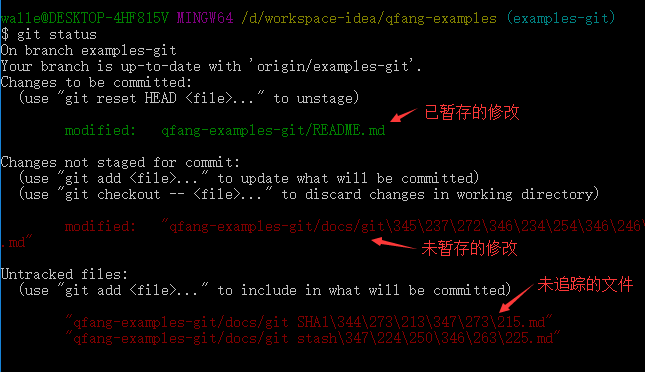 walle@DESKTOP-4HF815V MINGW64 /d/workspace-idea/qfang-examples (examples-git)
$ git status
On branch examples-git
Your branch is up-to-date with 'origin/examples-git'.
Changes to be committed:
(use "git reset HEAD <file>..." to unstage)
已暂存的修改
modified: qfang-examples-git/README.md
Changes not staged for commit:
(use "git add <file>..." to update what will be committed)
(use "git checkout -- <file>..." to discard changes in working directory)
modified: "qfang-examples-git/docs/git\345\237\272\346\234\254\346\246
.md"
未暂存的修改
Untracked files:
(use "git add <file>..." to include in what will be committed)
未追踪的文件
"qfang-examples-git/docs/git SHA1\344\273\213\347\273\215.md"
"qfang-examples-git/docs/git stash\347\224\250\346\263\225.md"